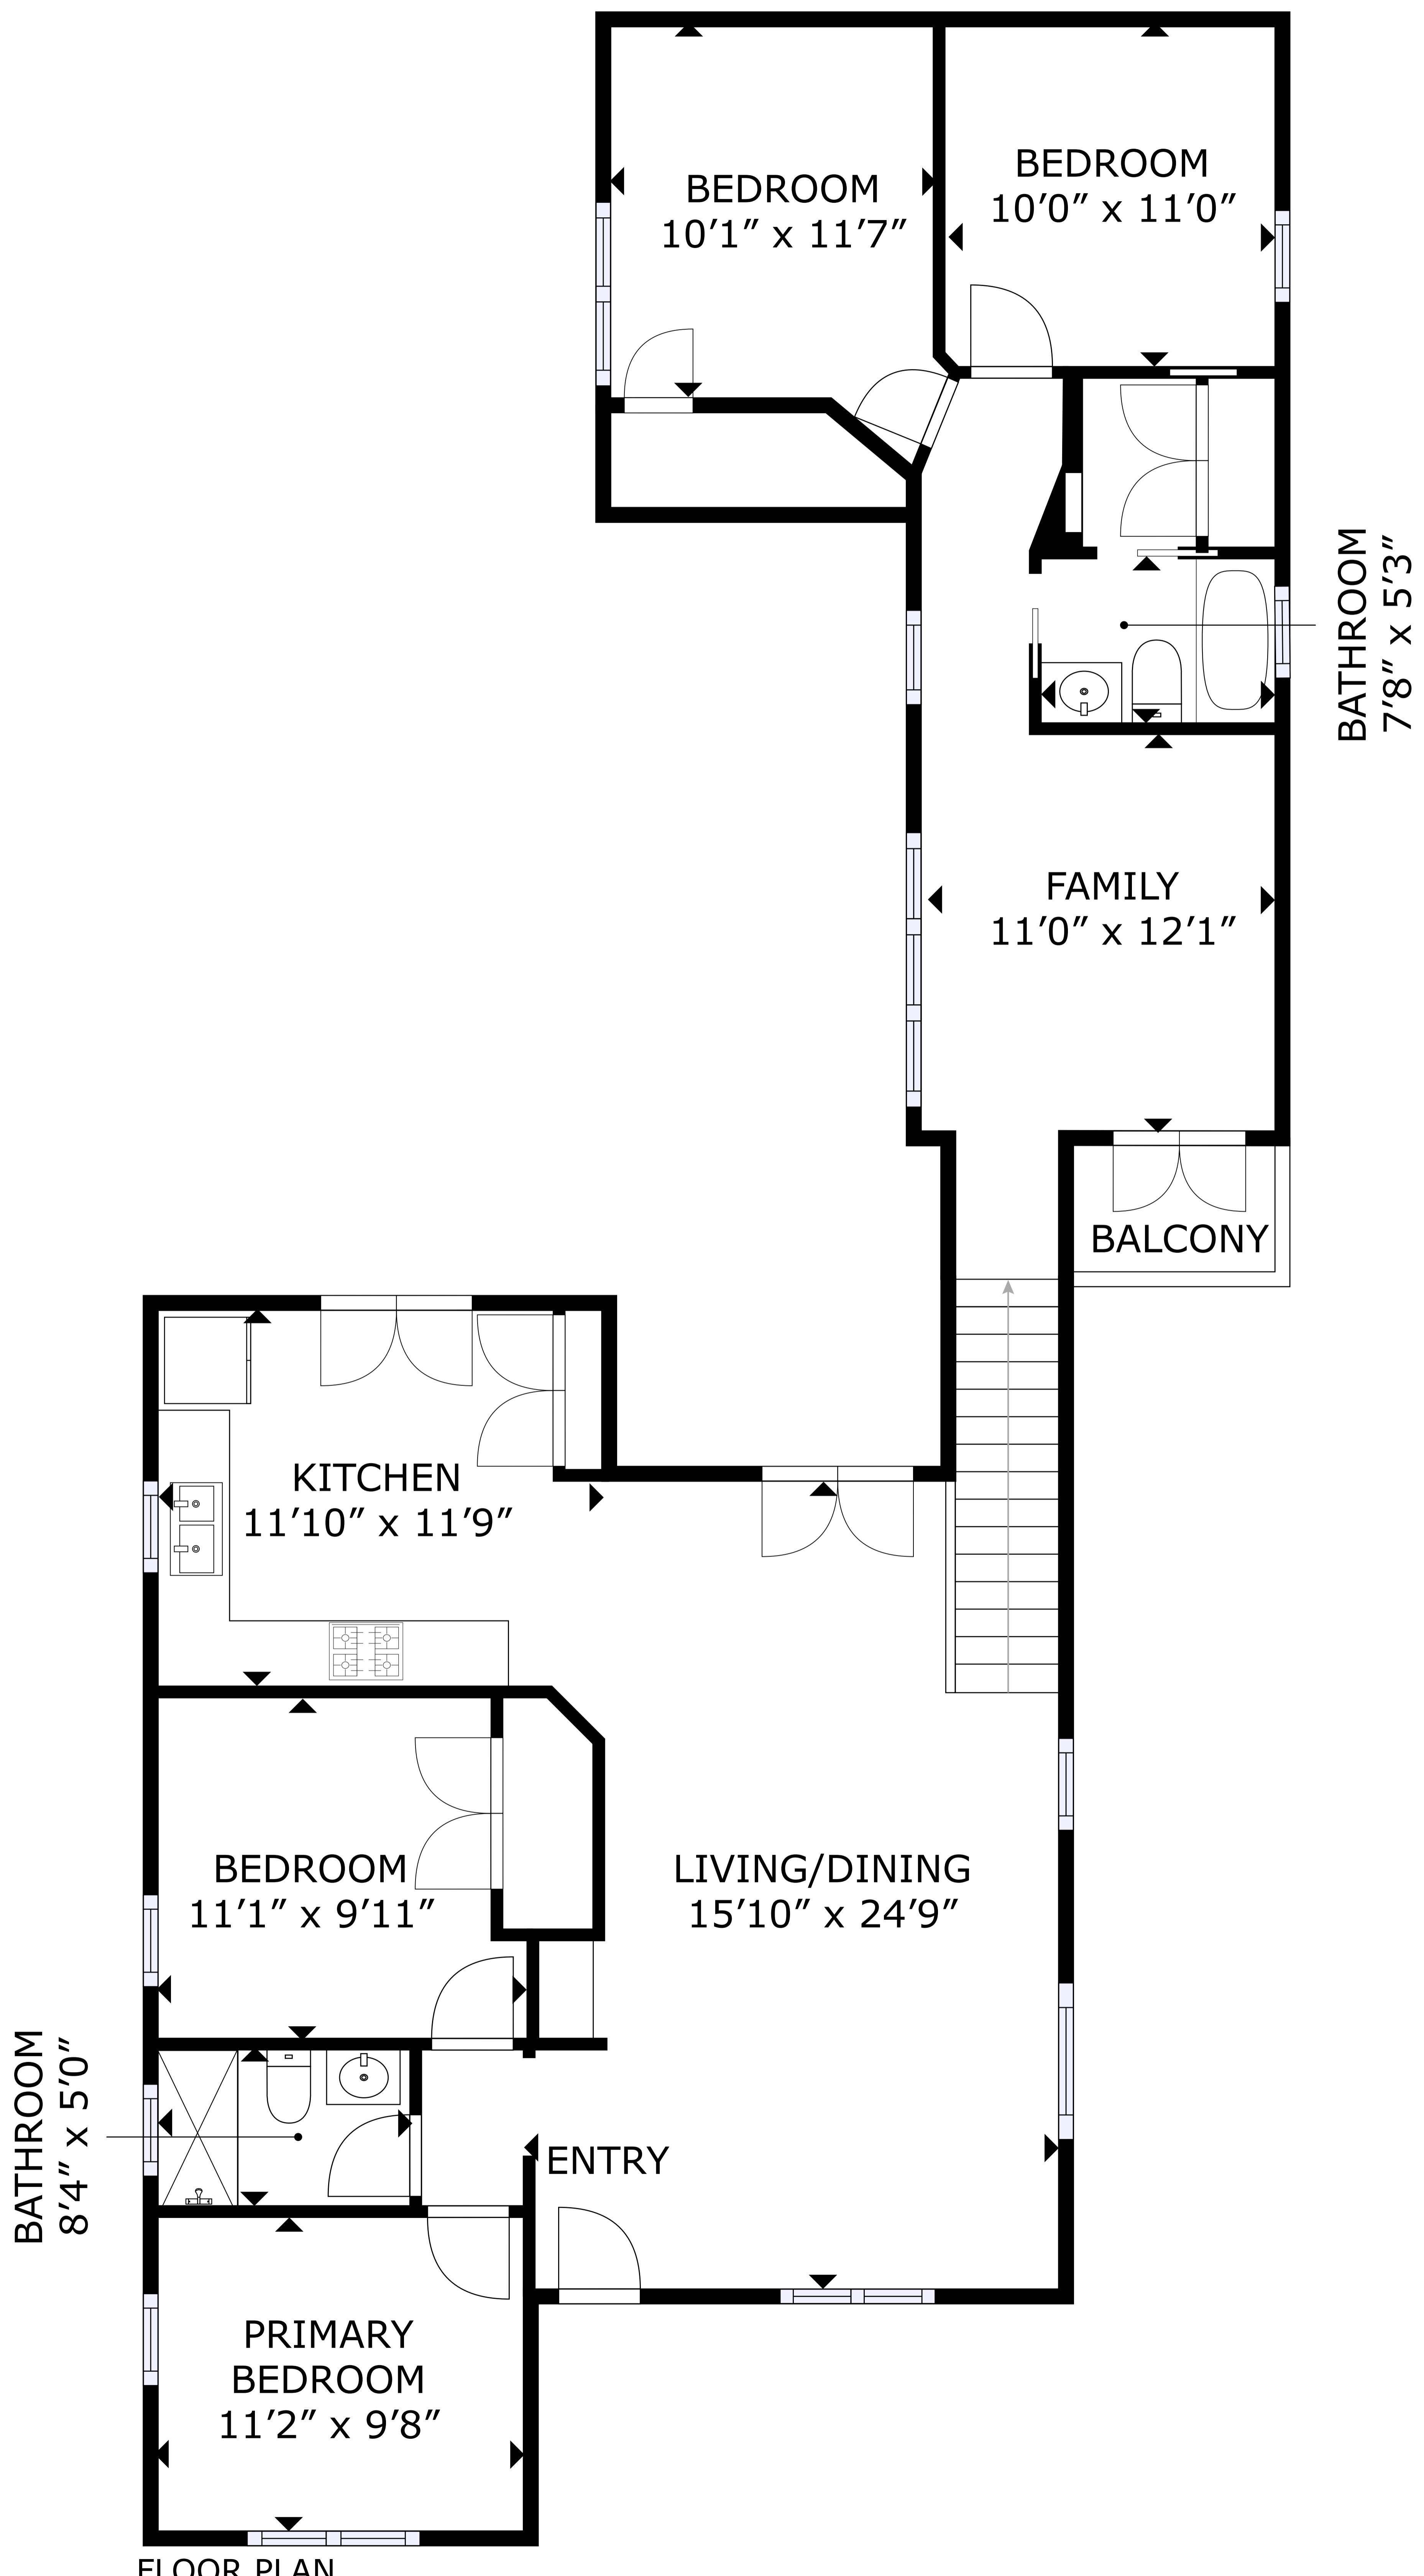 BEDROOM
10'1" x 11'7"
BEDROOM
10'0" x 11'0"
BATHROOM
7'8" x 5'3"
FAMILY
11'0" x 12'1"
BALCONY
KITCHEN
11'10" x 11'9"
BEDROOM
11'1" x 9'11"
LIVING/DINING
15'10" x 24'9"
BATHROOM
8'4" x 5'0"
ENTRY
PRIMARY
BEDROOM
11'2" x 9'8"
FLOOR PLAN